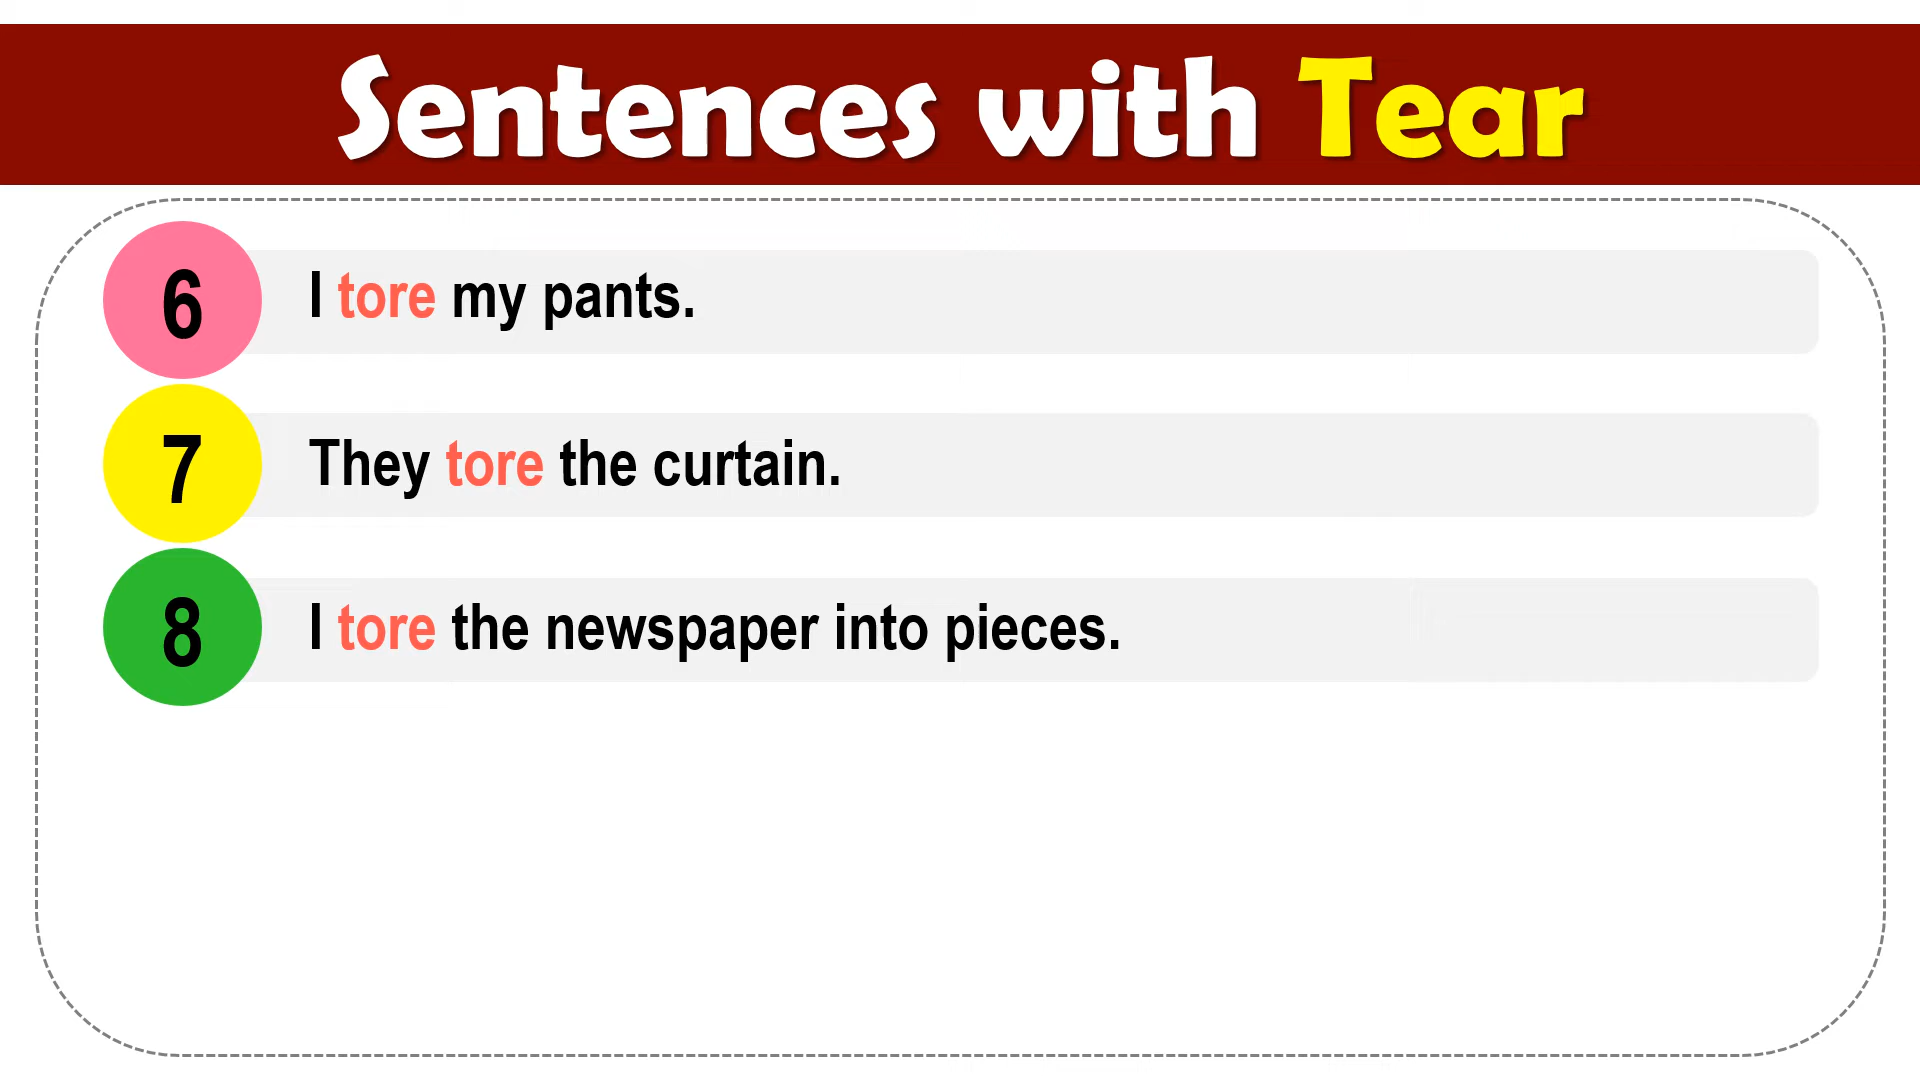 Sentences with Tear
6 I tore my pants.
7 They tore the curtain.
8 I tore the newspaper into pieces.